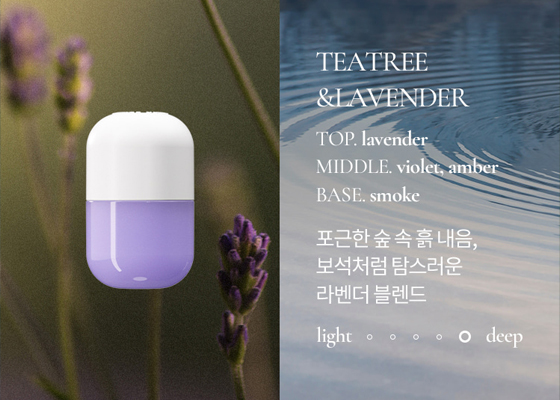 TEATREE
&LAVENDER
TOP. lavender
MIDDLE. violet, amber
BASE. smoke
포근한 숲 속 흙 내음,
보석처럼 탐스러운
라벤더 블렌드
light deep